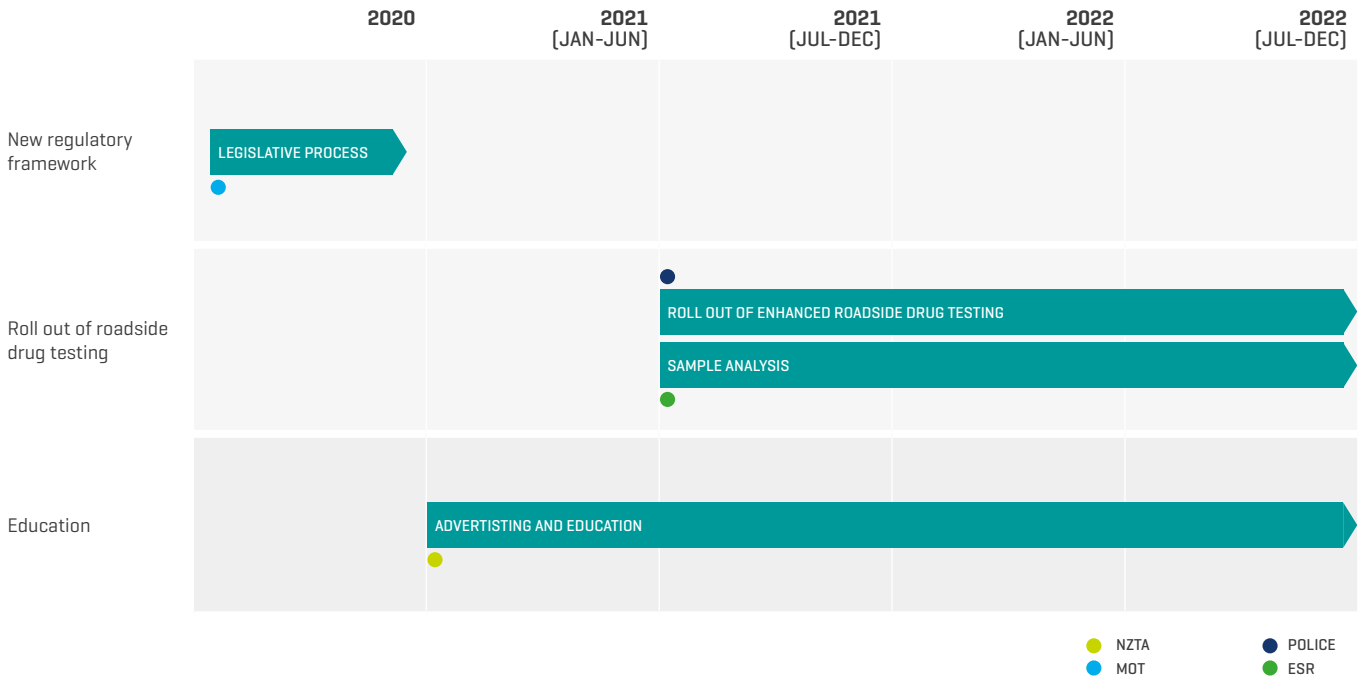 2020
2021
(JAN-JUN)
2021
(JUL-DEC)
2022
(JAN-JUN)
2022
(JUL-DEC)
New regulatory
framework
LEGISLATIVE PROCESS
Roll out of roadside
drug testing
ROLL OUT OF ENHANCED ROADSIDE DRUG TESTING
SAMPLE ANALYSIS
Education
ADVERTISTING AND EDUCATION
NZTA
MOT
POLICE
ESR